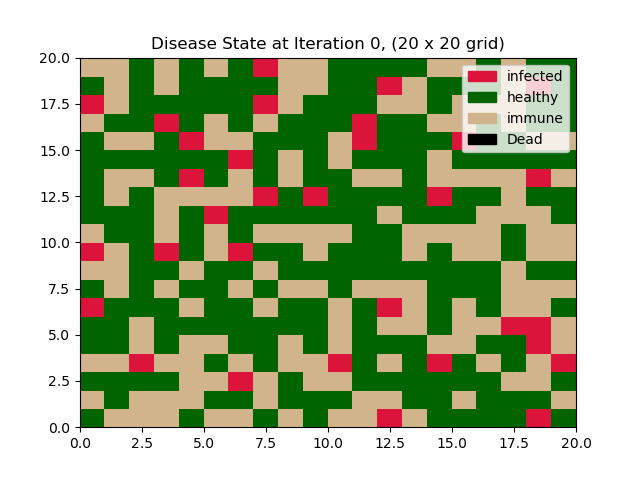 Disease State at Iteration 0, (20 x 20 grid)
20.0
17.5
15.0
12.5
10.0
7.5
5.0
2.5
0.0
infected
healthy
immune
Dead
0.0 2.5 5.0 7.5 10.0 12.5 15.0 17.5 20.0